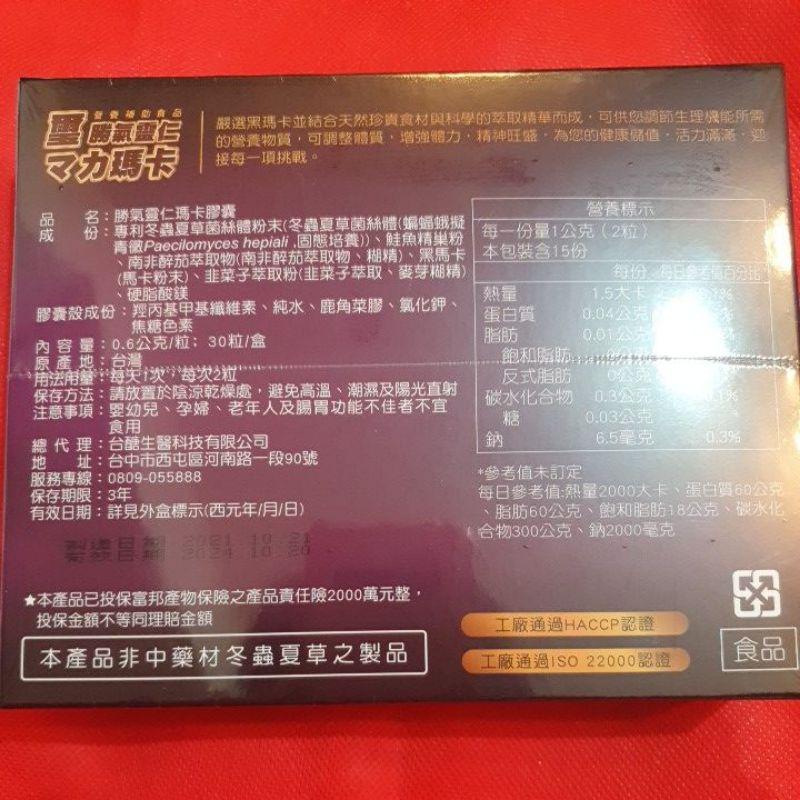 營養補助食品
璽 勝氣靈仁
マカ瑪卡
嚴選黑瑪卡並結合天然珍貴食材與科學的萃取精華而成，可供您調節生理機能所需
的營養物質，可調整體質，增強體力，精神旺盛，為您的健康儲值，活力滿滿，迎
接每一項挑戰。
品 名：勝氣靈仁瑪卡膠囊
成 份：專利冬蟲夏草菌絲體粉末(冬蟲夏草菌絲體(蝙蝠蛾擬
青黴Paecilomyces hepiali ,固態培養))、鮭魚精巢粉
、南非醉茄萃取物(南非醉茄萃取物、糊精)、黑馬卡
(馬卡粉末)、韭菜子萃取粉(韭菜子萃取、麥芽糊精)
、硬脂酸鎂
膠囊殼成份：羥丙基甲基纖維素、純水、鹿角菜膠、氯化鉀、
焦糖色素
內 容 量：0.6公克/粒；30粒/盒
原 產 地：台灣
用法用量：每天1次，每次2粒
保存方法：請放置於陰涼乾燥處，避免高溫、潮濕及陽光直射
注意事項：嬰幼兒、孕婦、老年人及腸胃功能不佳者不宜
食用
總 代 理：台醣生醫科技有限公司
地 址：台中市西屯區河南路一段90號
服務專線：0809-055888
保存期限：3年
有效日期：詳見外盒標示(西元年/月/日)
製造日期 2021 10 21
有效日期 2024 10 20
★本產品已投保富邦產物保險之產品責任險2000萬元整，
投保金額不等同理賠金額
本產品非中藥材冬蟲夏草之製品
營養標示
每一份量1公克（2粒）
本包裝含15份
每份 每日參考值百分比
熱量 1.5大卡
蛋白質 0.04公克
脂肪 0.01公克
飽和脂肪
反式脂肪 0公克
碳水化合物 0.3公克 0.1%
糖 0.03公克
鈉 6.5毫克 0.3%
*參考值未訂定
每日參考值:熱量2000大卡、蛋白質60公克
、脂肪60公克、飽和脂肪18公克、碳水化
合物300公克、鈉2000毫克
工廠通過HACCP認證
工廠通過ISO 22000認證
食品